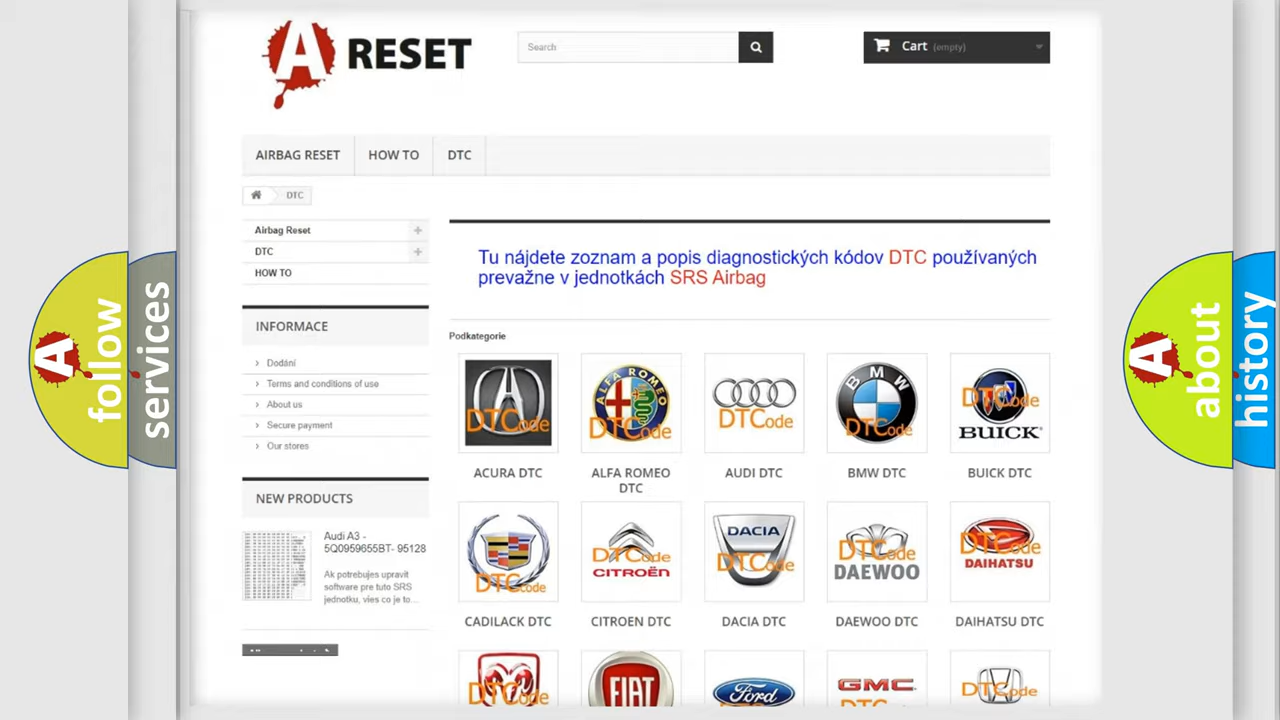 A RESET
Search
Cart (empty)
AIRBAG RESET
HOW TO
DTC
DTC
Airbag Reset
DTC
HOW TO
INFORMACE
Dodání
Terms and conditions of use
About us
Secure payment
Our stores
NEW PRODUCTS
Audi A3 -
5Q0959655BT- 95128
Ak potrebujes upravit
software pre tuto SRS
jednotku, vies co je to...
Tu nájdete zoznam a popis diagnostických kódov DTC používaných
prevažne v jednotkách SRS Airbag
Podkategorie
DTCode
ALFA ROMEO
DTCode
DTCode
BMW
DTCode
DTCode
BUICK
ACURA DTC
ALFA ROMEO
DTC
AUDI DTC
BMW DTC
BUICK DTC
DTCode
DTCode
CITROËN
DACIA
DTCode
DTCode
DAEWOO
DTCode
DAIHATSU
CADILACK DTC
CITROEN DTC
DACIA DTC
DAEWOO DTC
DAIHATSU DTC
DTCode
FIAT
Ford
GMC
DTCode
A follow
services
A about
history